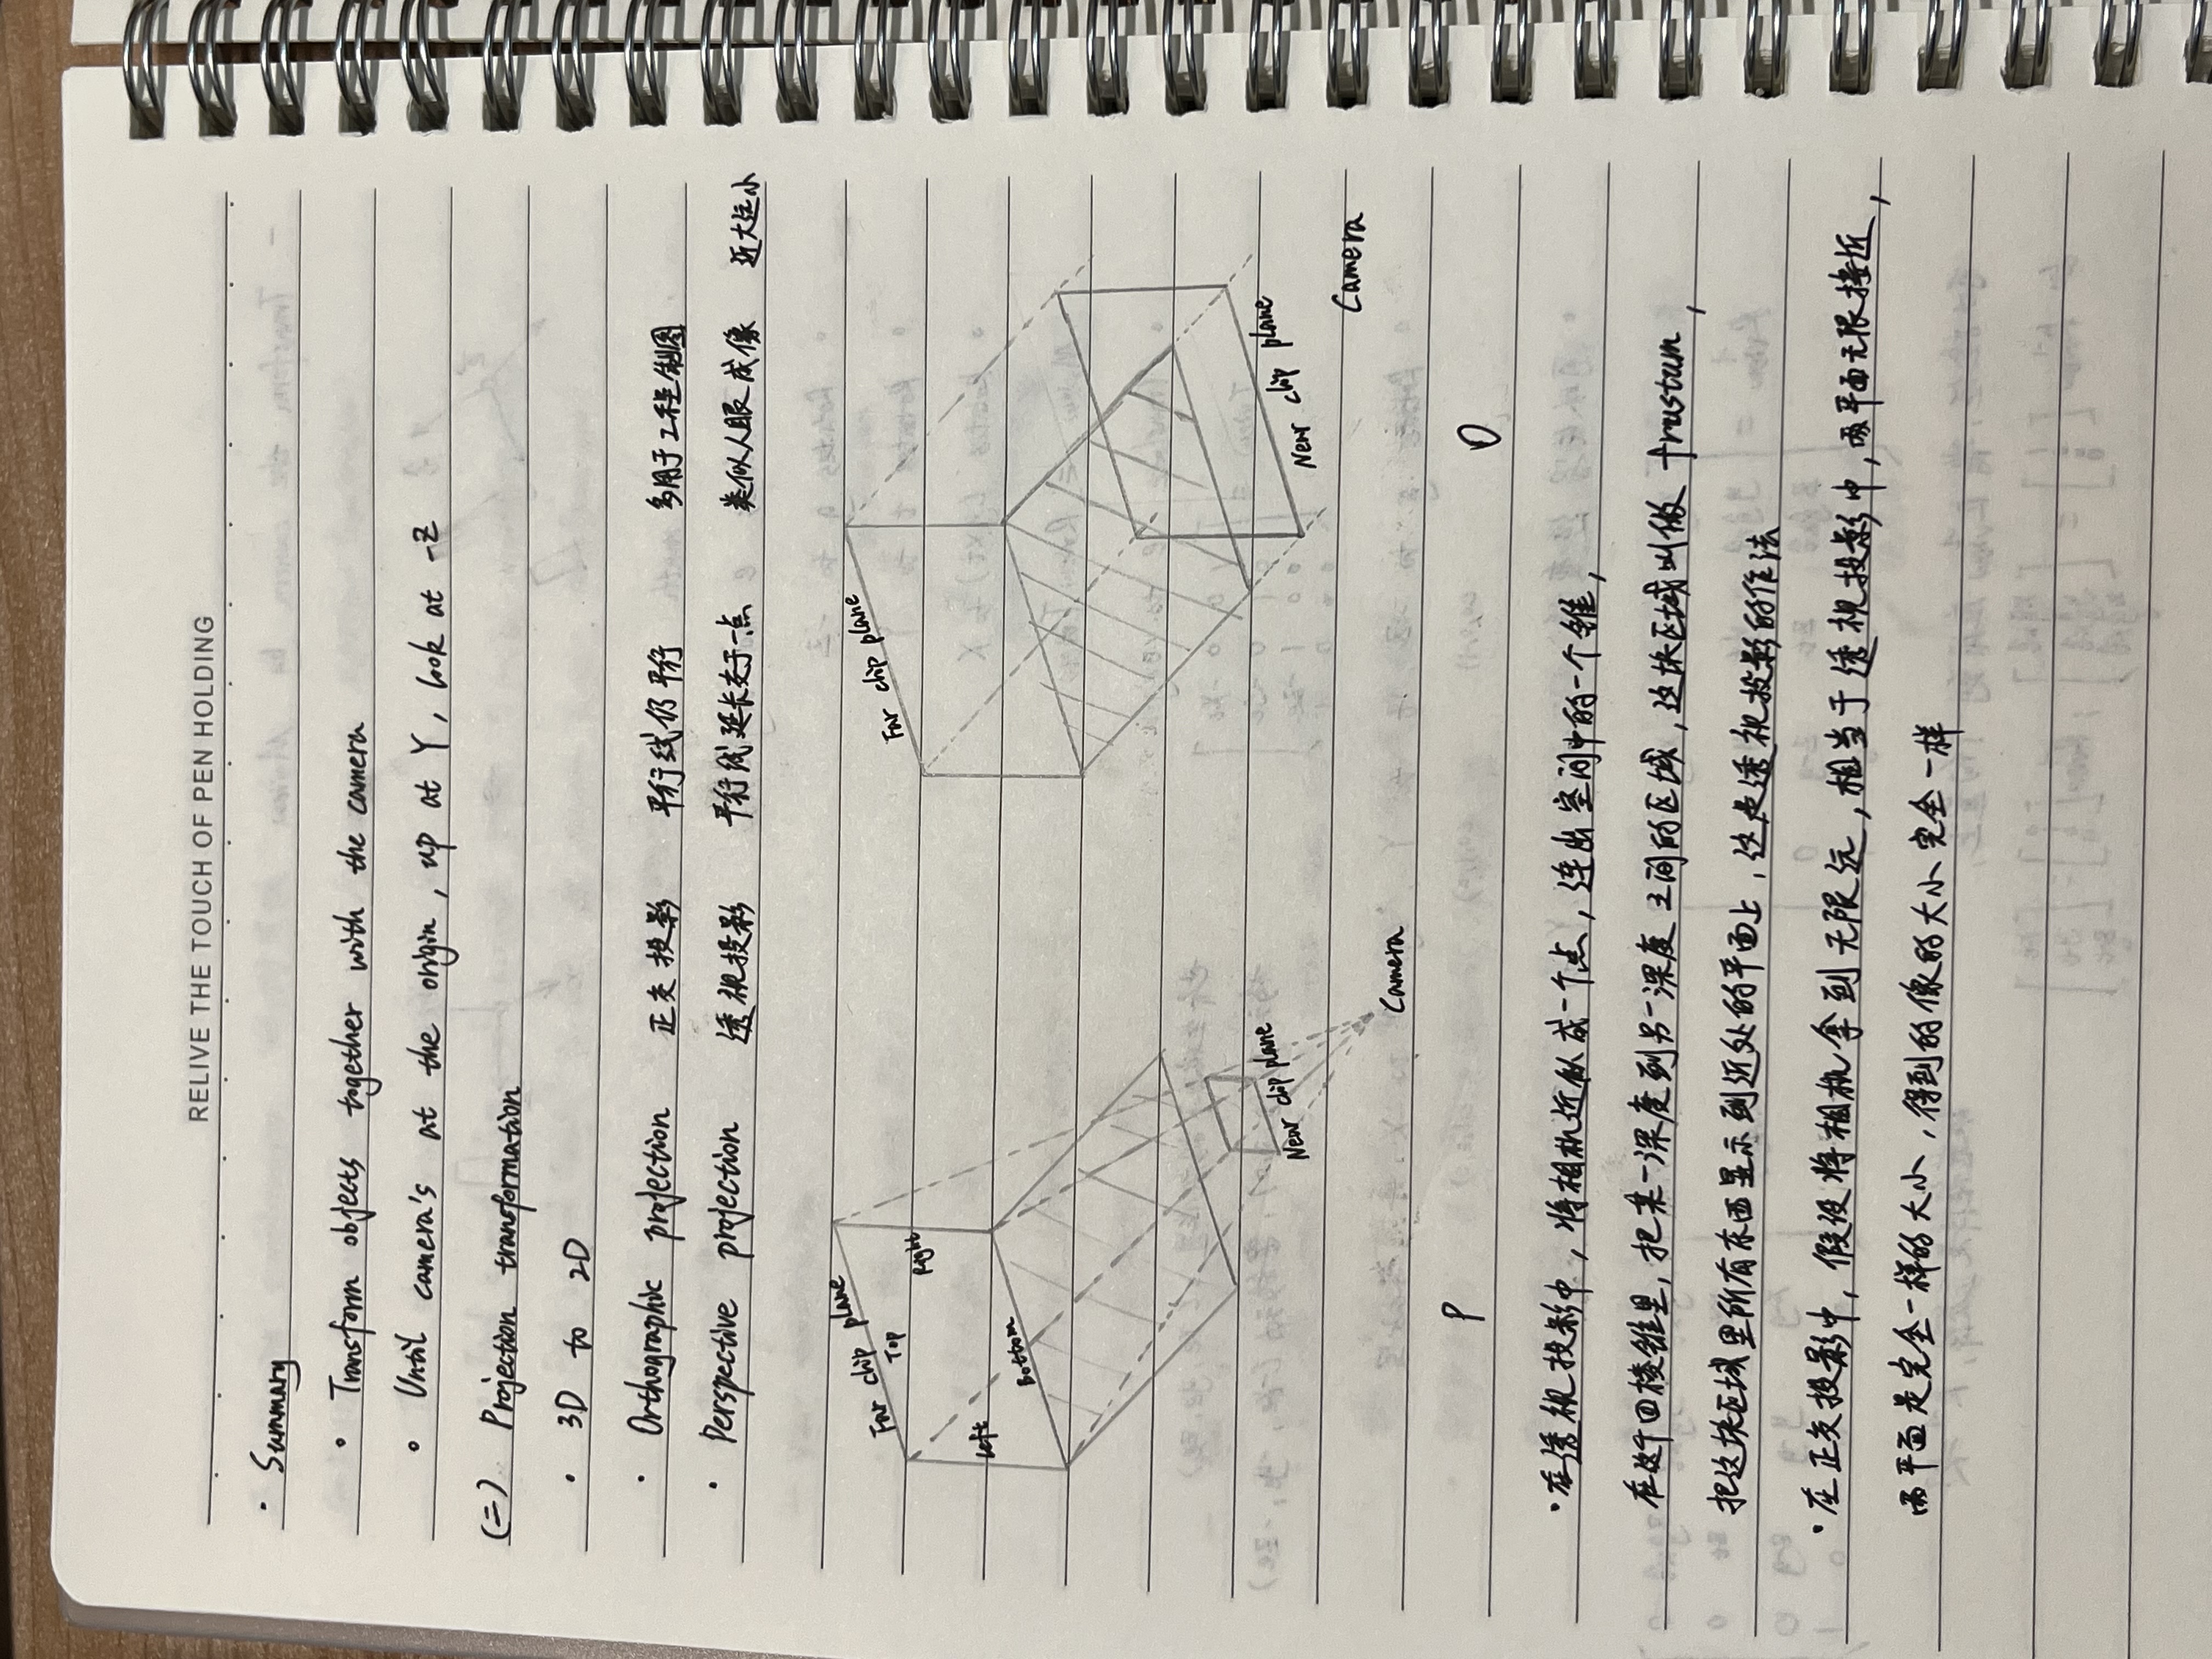 RELIVE THE TOUCH OF PEN HOLDING
· Summary
∘ Transform objects together with the camera
∘ Until camera's at the origin, up at Y, look at -Z
(二) Projection transformation
· 3D to 2D
· Orthographic projection 正交投影 平行线仍平行 多用于工程制图
· Perspective projection 透视投影 平行线延长交于一点 类似人眼成像 近大远小
Far chip plane
Top
Right
Left
Bottom
Near chip plane
Camera
P
Far chip plane
Near chip plane
Camera
O
·在透视投影中，将相机近似成一个点，连出空间中的一个锥，
在这个四棱锥里，把某一深度到另一深度之间的区域，这块区域叫做 frustum，
把这块区域里所有东西显示到近处的平面上，这是透视投影的作法
·在正交投影中，假设将相机拿到无限远，相当于透视投影中，两平面无限接近，
两平面是完全一样的大小，得到的像的大小完全一样